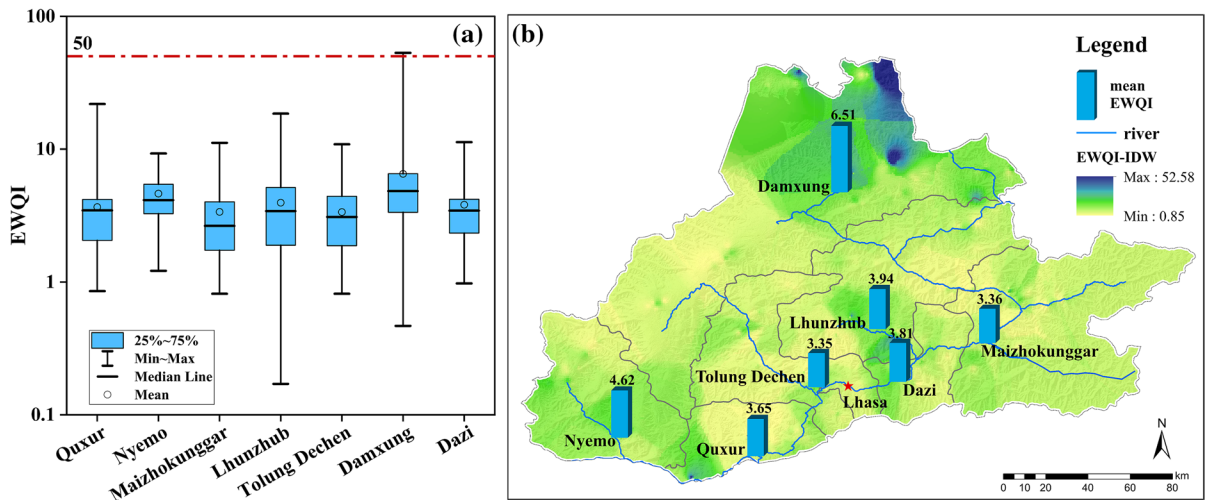 (a)
100
50
10
1
0.1
EWQI
25%~75%
Min~Max
Median Line
Mean
Quxur
Nyemo
Maizhokunggar
Lhunzhub
Tolung Dechen
Damxung
Dazi
(b)
Legend
mean
EWQI
river
EWQI-IDW
Max : 52.58
Min : 0.85
6.51
Damxung
3.94
Lhunzhub
3.36
Maizhokunggar
3.81
Dazi
3.35
Tolung Dechen
Lhasa
4.62
Nyemo
3.65
Quxur
N
km
0 10 20 40 60 80